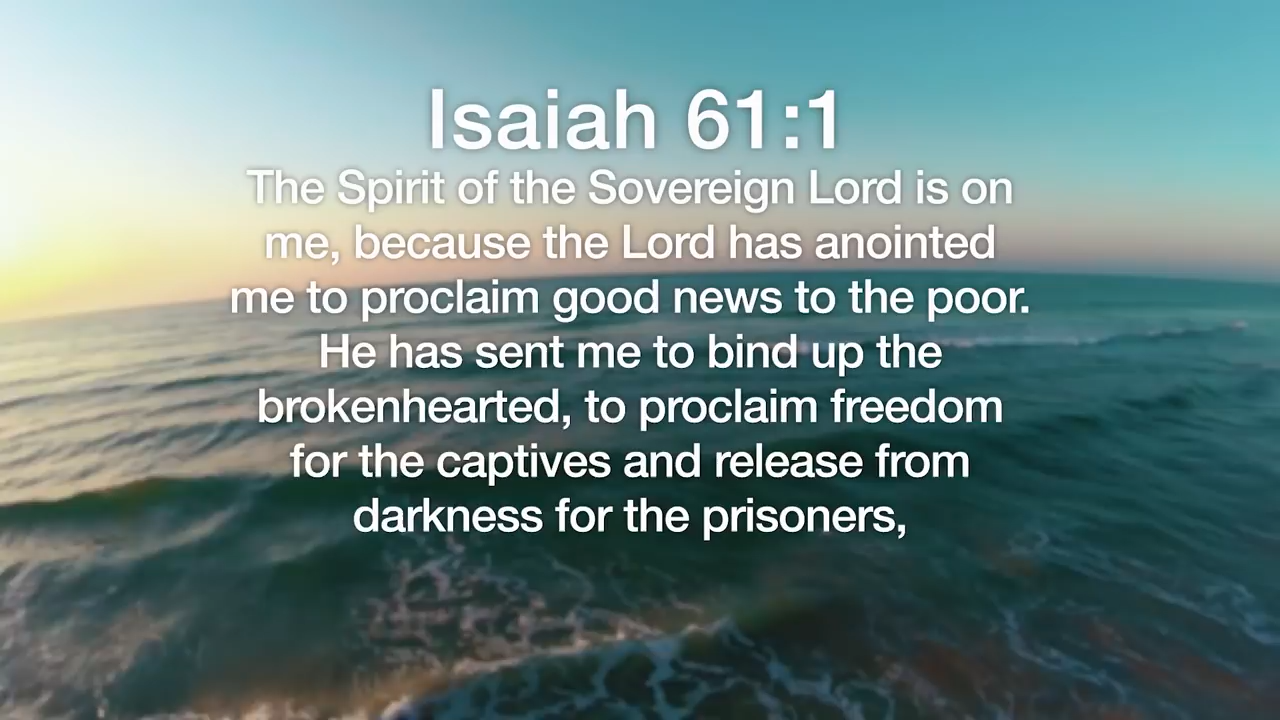 Isaiah 61:1
The Spirit of the Sovereign Lord is on
me, because the Lord has anointed
me to proclaim good news to the poor.
He has sent me to bind up the
brokenhearted, to proclaim freedom
for the captives and release from
darkness for the prisoners,